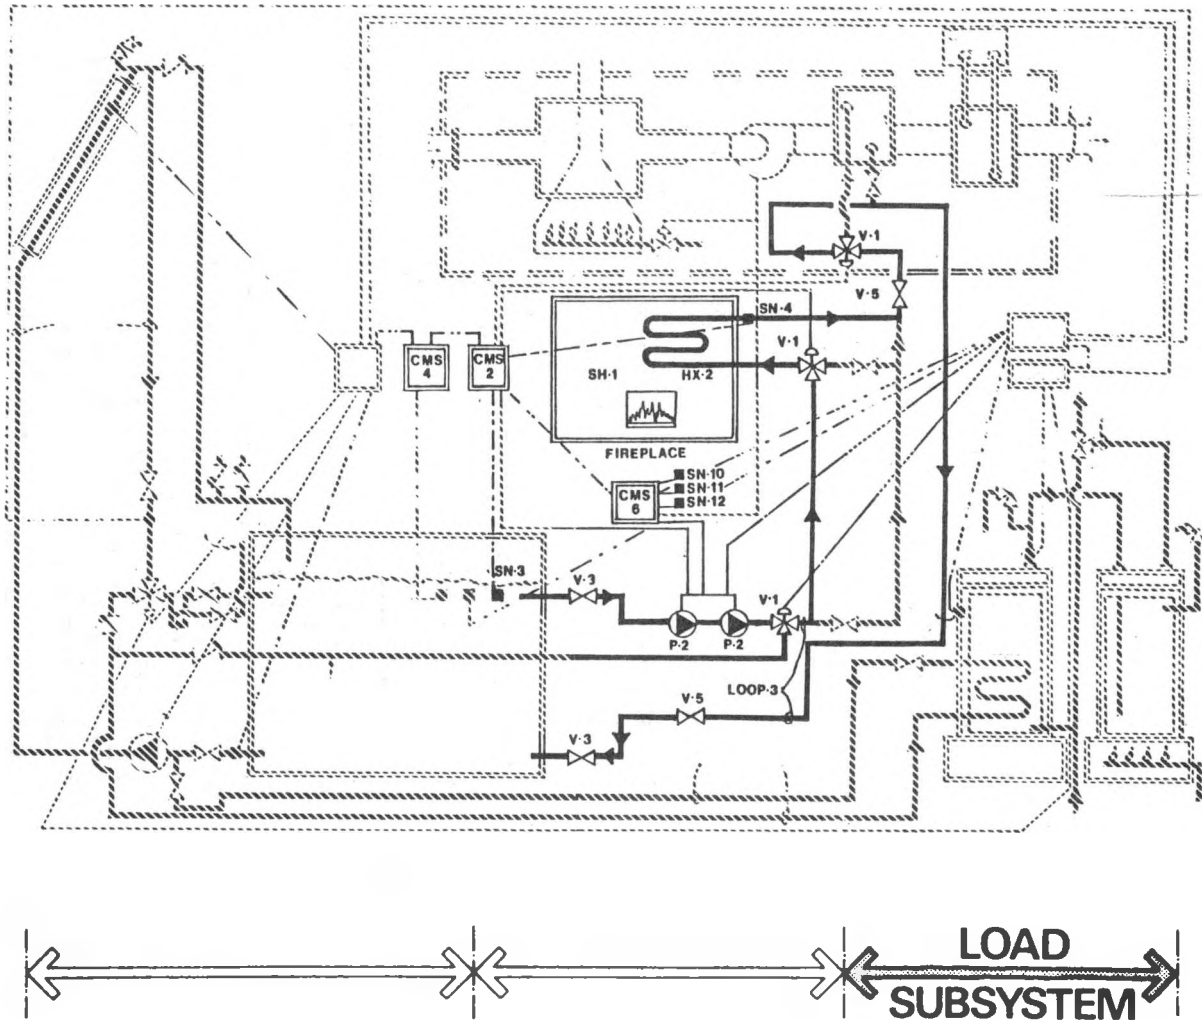 V·1
V·5
SN·4
V·1
CMS
4
CMS
2
SH·1
HX·2
FIREPLACE
SN·10
SN·11
SN·12
CMS
6
SN·3
V·3
V·1
P·2
P·2
LOOP·3
V·5
V·3
LOAD
SUBSYSTEM